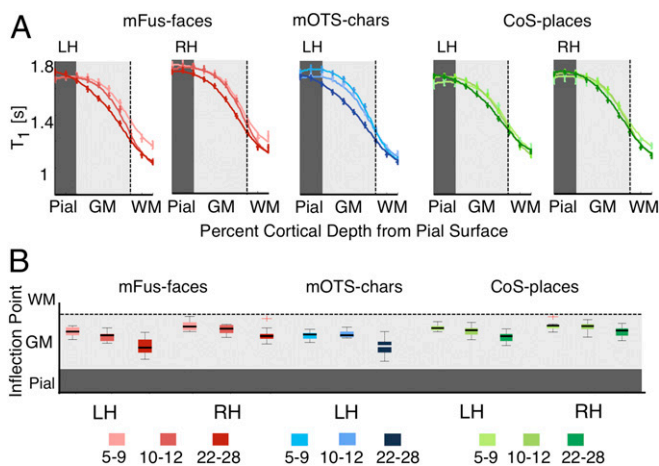 A
mFus-faces mOTS-chars CoS-places
LH RH LH LH RH
T1 [s]
1.8
1.4
1
Pial GM WM Pial GM WM Pial GM WM Pial GM WM Pial GM WM
Percent Cortical Depth from Pial Surface
B
mFus-faces mOTS-chars CoS-places
Inflection Point
WM
GM
Pial
LH RH LH LH RH
5-9 10-12 22-28 5-9 10-12 22-28 5-9 10-12 22-28